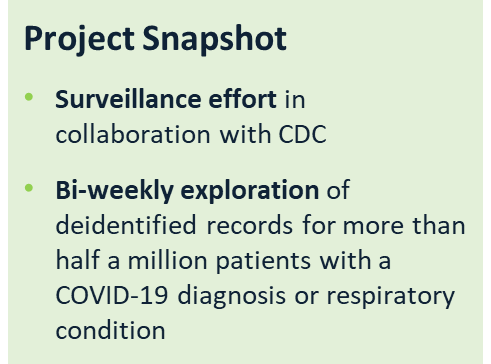 Project Snapshot
• Surveillance effort in
collaboration with CDC
• Bi-weekly exploration of
deidentified records for more than
half a million patients with a
COVID-19 diagnosis or respiratory
condition